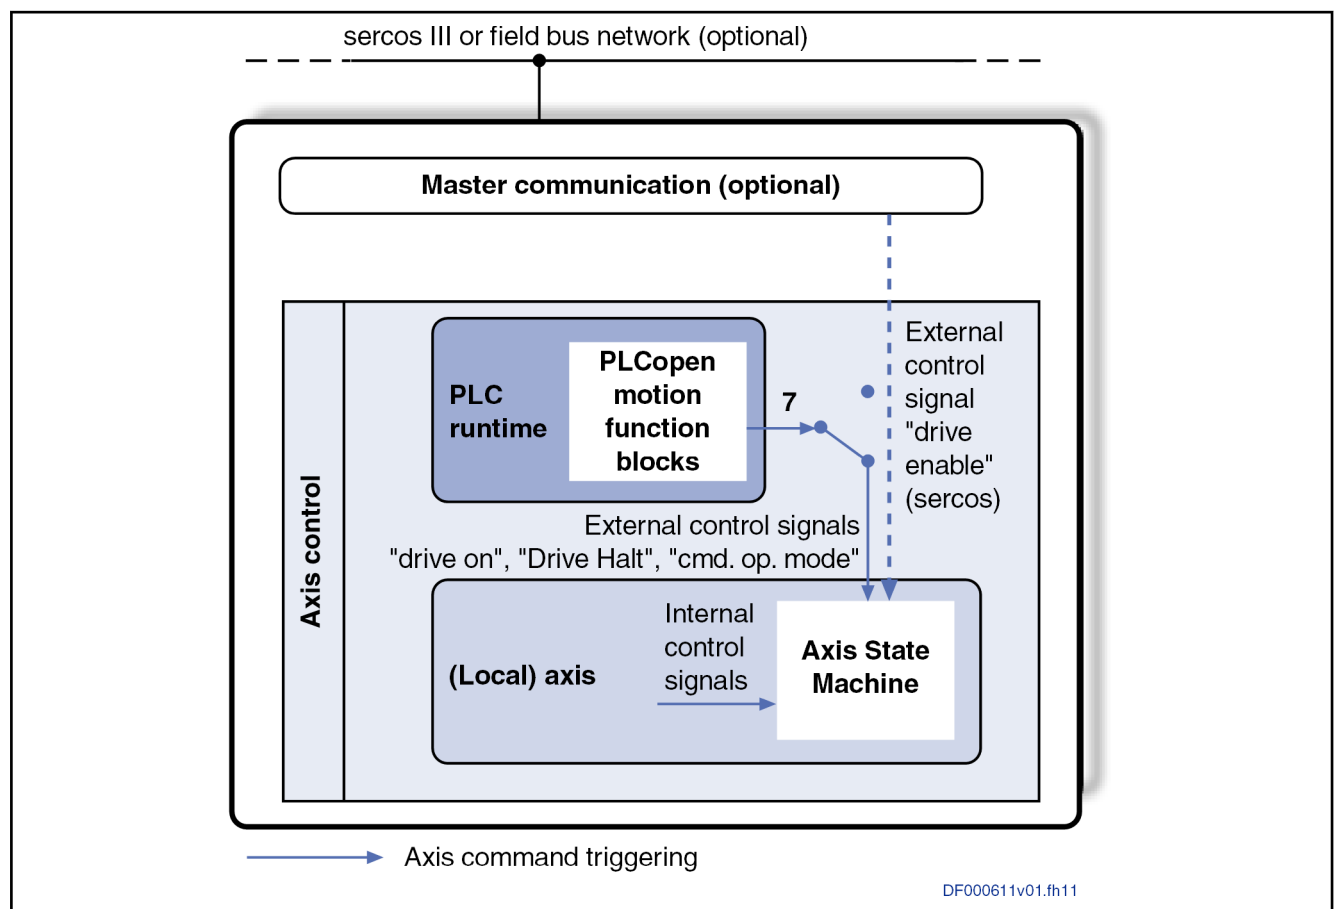 sercos III or field bus network (optional)
Master communication (optional)
Axis control
PLC
runtime
PLCopen
motion
function
blocks
7
External
control
signal
"drive
enable"
(sercos)
External control signals
"drive on", "Drive Halt", "cmd. op. mode"
(Local) axis
Internal
control
signals
Axis State
Machine
Axis command triggering
DF000611v01.fh11